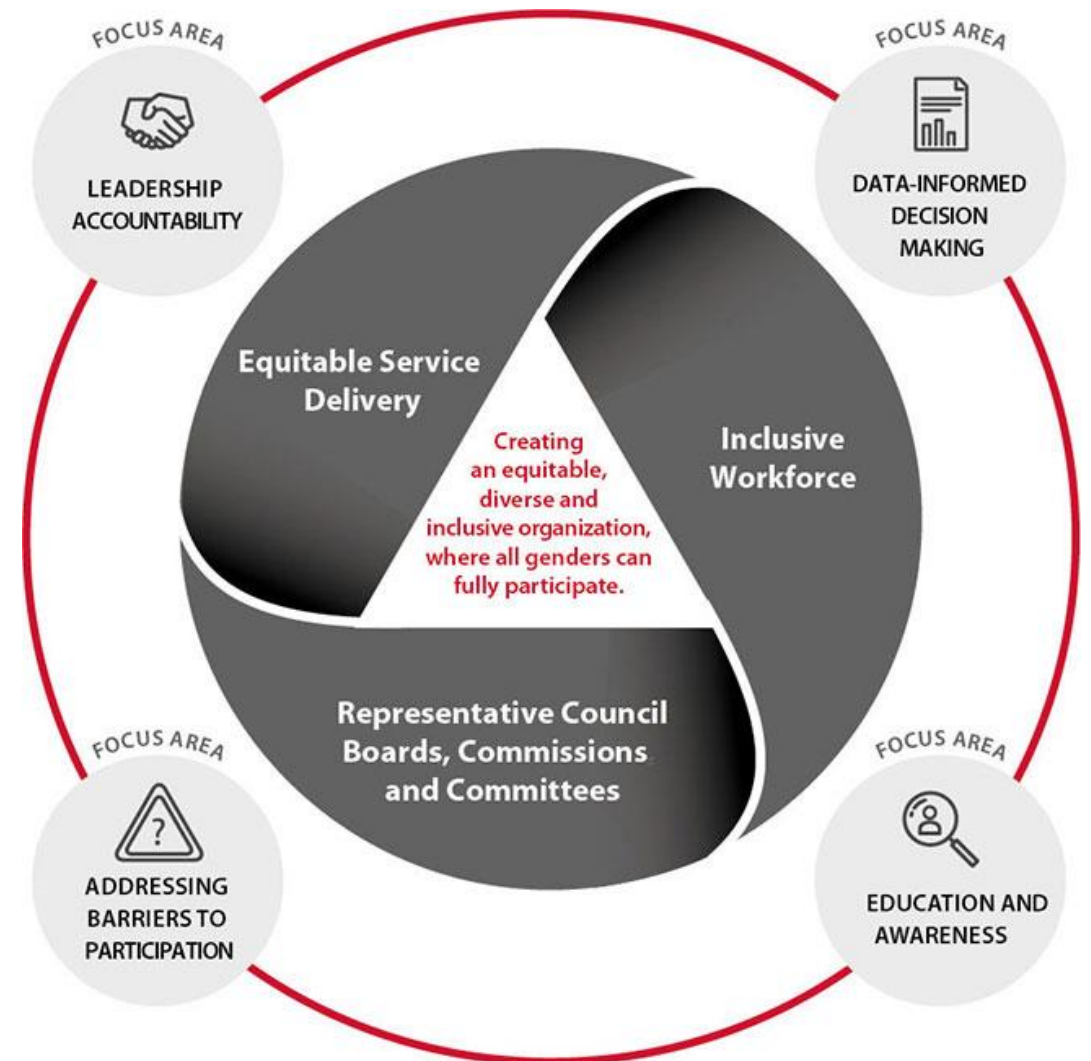 FOCUS AREA
LEADERSHIP
ACCOUNTABILITY
FOCUS AREA
DATA-INFORMED
DECISION
MAKING
Equitable Service
Delivery
Inclusive
Workforce
Creating
an equitable,
diverse and
inclusive organization,
where all genders can
fully participate.
Representative Council
Boards, Commissions
and Committees
FOCUS AREA
?
ADDRESSING
BARRIERS TO
PARTICIPATION
FOCUS AREA
EDUCATION AND
AWARENESS